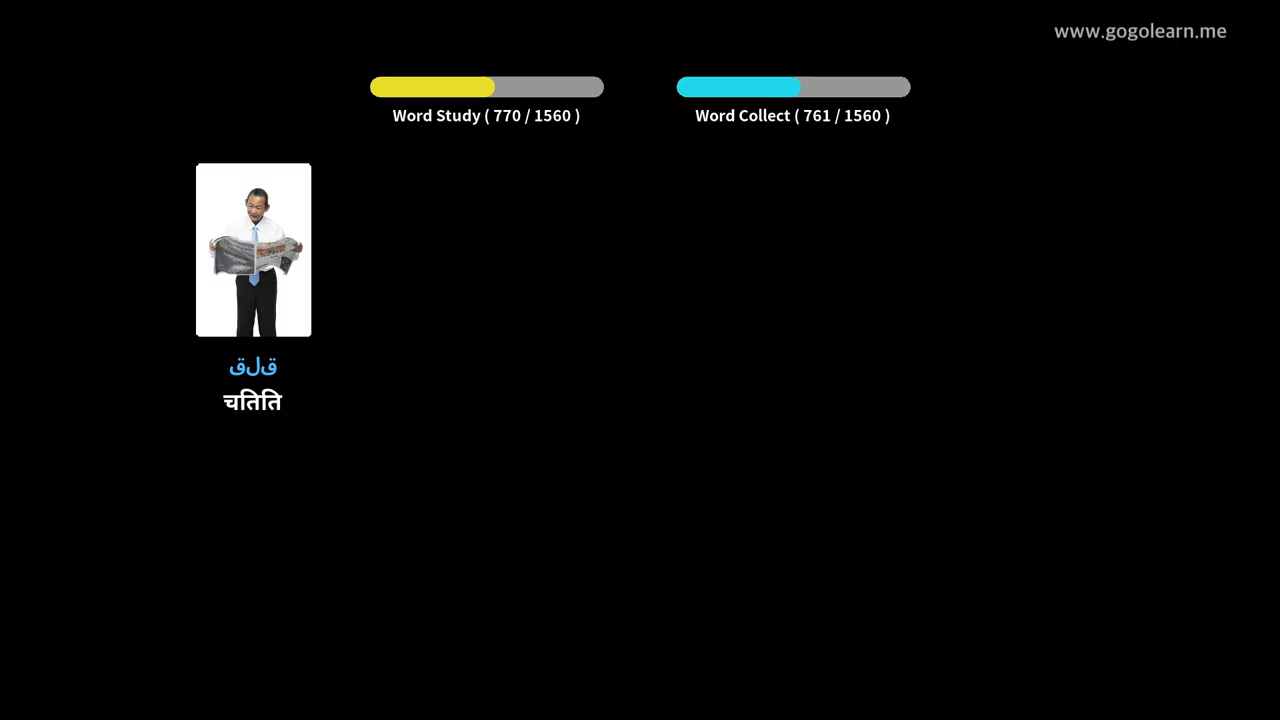 www.gogolearn.me
Word Study ( 770 / 1560 )
Word Collect ( 761 / 1560 )
قلق
चतिति